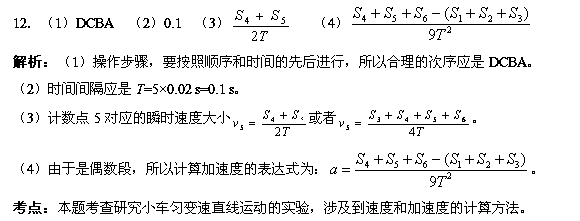 12. （1）DCBA （2）0.1 （3）\frac{S_4 + S_5}{2T} （4）\frac{S_4+S_5+S_6-(S_1+S_2+S_3)}{9T^2}
解析：（1）操作步骤，要按照顺序和时间的先后进行，所以合理的次序应是 DCBA。
（2）时间间隔应是 T=5×0.02 s=0.1 s。
（3）计数点 5 对应的瞬时速度大小 v_5 = \frac{S_4+S_}{2T} 或者 v_5 = \frac{S_3+S_4+S_5+S_6}{4T}。
（4）由于是偶数段，所以计算加速度的表达式为：a = \frac{S_4+S_5+S_6-(S_1+S_2+S_3)}{9T^2}。
考点：本题考查研究小车匀变速直线运动的实验，涉及到速度和加速度的计算方法。